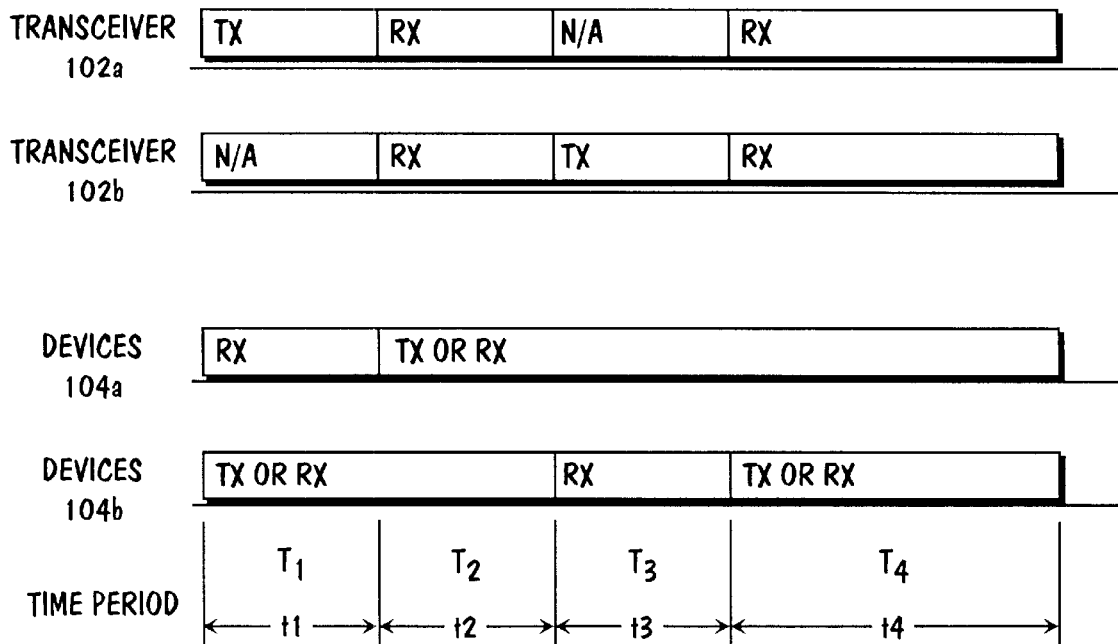 TRANSCEIVER
102a
TX RX N/A RX
TRANSCEIVER
102b
N/A RX TX RX
DEVICES
104a
RX TX OR RX
DEVICES
104b
TX OR RX RX TX OR RX
TIME PERIOD
T1 T2 T3 T4
t1 t2 t3 t4